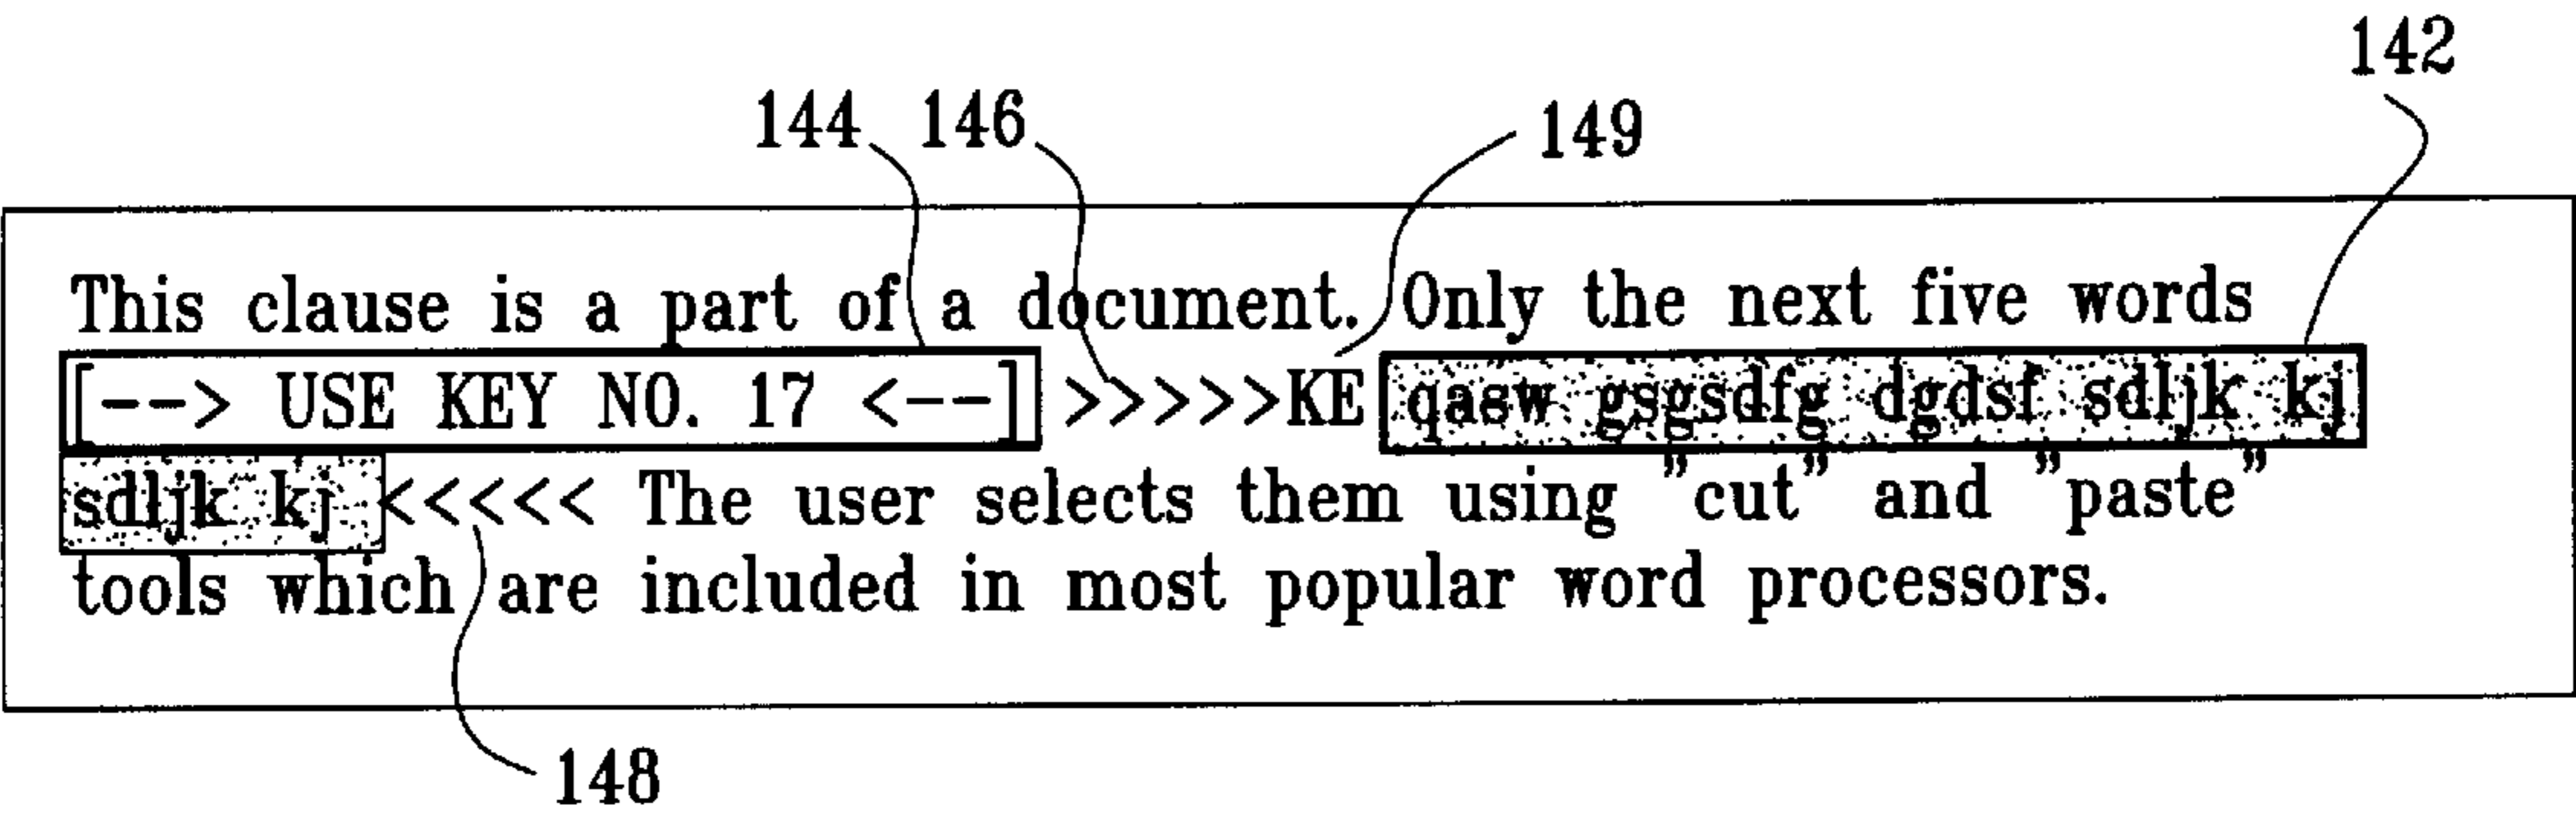 142
144 146 149
This clause is a part of a document. Only the next five words
[--> USE KEY NO. 17 <--] >>>>>KE qasw gsgsdfg dgdsf sdljk kj
sdljk kj <<<<< The user selects them using "cut" and "paste"
tools which are included in most popular word processors.
148